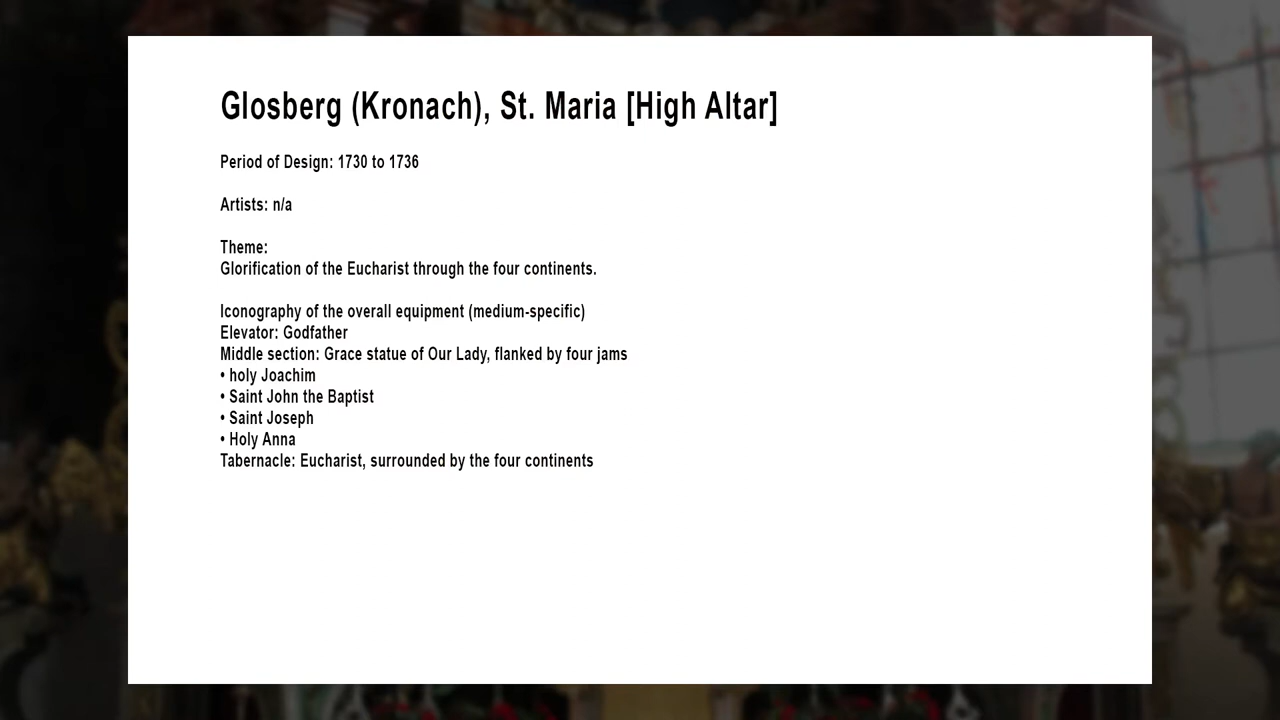 Glosberg (Kronach), St. Maria [High Altar]
Period of Design: 1730 to 1736
Artists: n/a
Theme:
Glorification of the Eucharist through the four continents.
Iconography of the overall equipment (medium-specific)
Elevator: Godfather
Middle section: Grace statue of Our Lady, flanked by four jams
• holy Joachim
• Saint John the Baptist
• Saint Joseph
• Holy Anna
Tabernacle: Eucharist, surrounded by the four continents